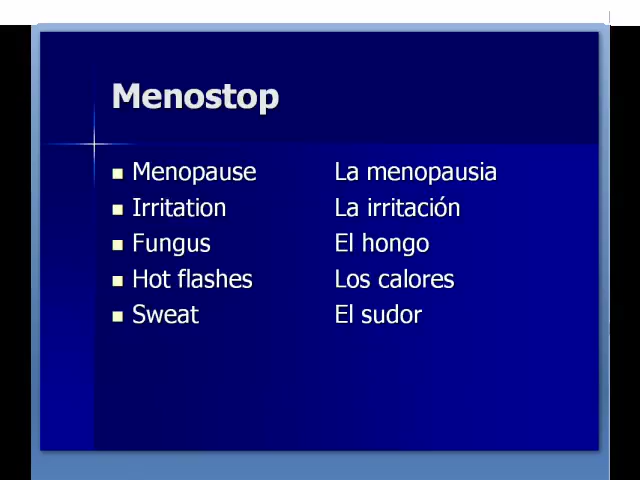 Menostop
Menopause La menopausia
Irritation La irritación
Fungus El hongo
Hot flashes Los calores
Sweat El sudor